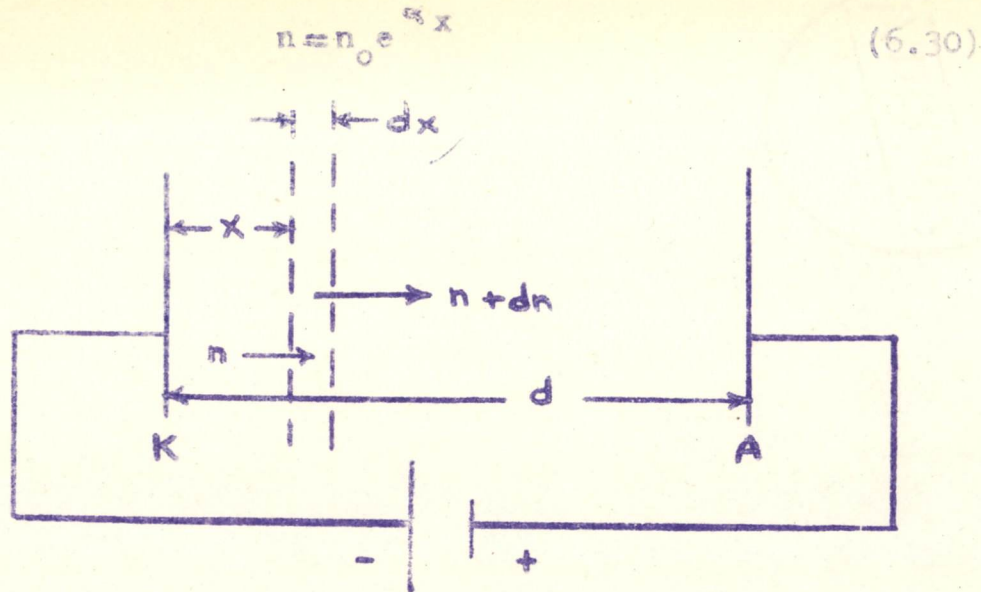 n=n₀e^αx (6.30)
dx
x
n+dn
n
d
K A
- +